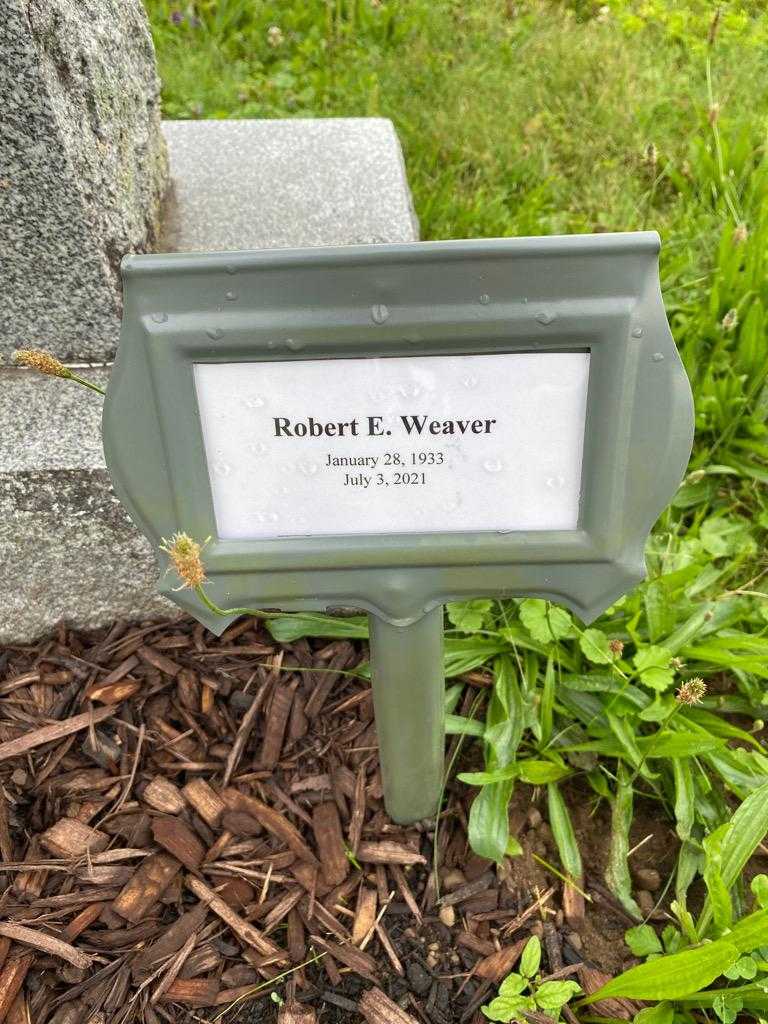 Robert E. Weaver
January 28, 1933
July 3, 2021